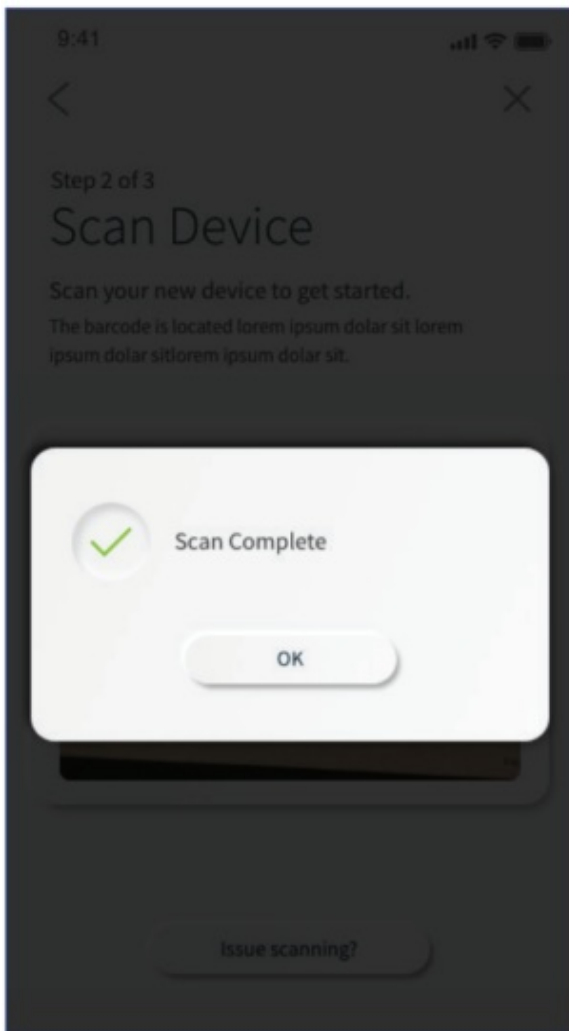 9:41
Step 2 of 3
Scan Device
Scan your new device to get started.
The barcode is located lorem ipsum dolar sit lorem
ipsum dolar sitlorem ipsum dolar sit.
Scan Complete
OK
Issue scanning?